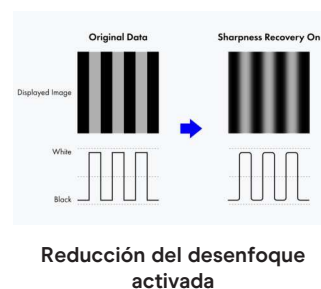 Original Data
Sharpness Recovery On
Displayed Image
White
Black
Reducción del desenfoque
activada